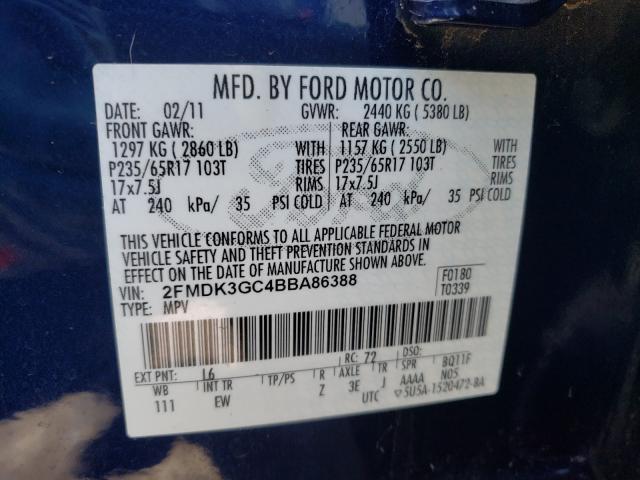 MFD. BY FORD MOTOR CO.
DATE: 02/11 GVWR: 2440 KG ( 5380 LB)
FRONT GAWR: REAR GAWR:
1297 KG ( 2860 LB) WITH 1157 KG ( 2550 LB) WITH
P235/65R17 103T TIRES P235/65R17 103T TIRES
17x7.5J RIMS 17x7.5J RIMS
AT 240 kPa/ 35 PSI COLD AT 240 kPa/ 35 PSI COLD
THIS VEHICLE CONFORMS TO ALL APPLICABLE FEDERAL MOTOR
VEHICLE SAFETY AND THEFT PREVENTION STANDARDS IN
EFFECT ON THE DATE OF MANUFACTURE SHOWN ABOVE.
VIN: 2FMDK3GC4BBA86388 F0180
TYPE: MPV T0339
EXT PNT: L6 RC: 72 DSO: BQ11F
WB INT TR TP/PS R AXLE TR SPR N05
111 EW Z 3E J AAAA
UTC ▽5U5A-1520472-BA
Ford